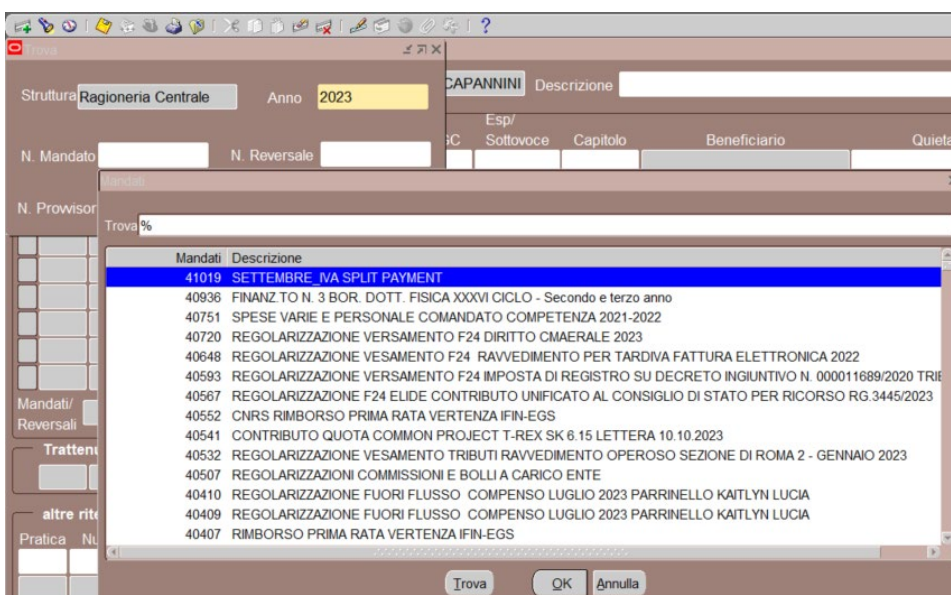 ?
Trova
CAPANNINI Descrizione
Struttura Ragioneria Centrale Anno 2023
Esp/
Sottovoce Capitolo Beneficiario
N. Mandato N. Reversale
Mandati
N. Provvisor
Trova %
Mandati Descrizione
41019 SETTEMBRE_IVA SPLIT PAYMENT
40936 FINANZ.TO N. 3 BOR. DOTT. FISICA XXXVI CICLO - Secondo e terzo anno
40751 SPESE VARIE E PERSONALE COMANDATO COMPETENZA 2021-2022
40720 REGOLARIZZAZIONE VERSAMENTO F24 DIRITTO CMAERALE 2023
40648 REGOLARIZZAZIONE VESAMENTO F24 RAVVEDIMENTO PER TARDIVA FATTURA ELETTRONICA 2022
40593 REGOLARIZZAZIONE VERSAMENTO F24 IMPOSTA DI REGISTRO SU DECRETO INGIUNTIVO N. 000011689/2020 TRIE
40567 REGOLARIZZAZIONE F24 ELIDE CONTRIBUTO UNIFICATO AL CONSIGLIO DI STATO PER RICORSO RG.3445/2023
40552 CNRS RIMBORSO PRIMA RATA VERTENZA IFIN-EGS
40541 CONTRIBUTO QUOTA COMMON PROJECT T-REX SK 6.15 LETTERA 10.10.2023
40532 REGOLARIZZAZIONE VESAMENTO TRIBUTI RAVVEDIMENTO OPEROSO SEZIONE DI ROMA 2 - GENNAIO 2023
40507 REGOLARIZZAZIONI COMMISSIONI E BOLLI A CARICO ENTE
40410 REGOLARIZZAZIONE FUORI FLUSSO COMPENSO LUGLIO 2023 PARRINELLO KAITLYN LUCIA
40409 REGOLARIZZAZIONE FUORI FLUSSO COMPENSO LUGLIO 2023 PARRINELLO KAITLYN LUCIA
40407 RIMBORSO PRIMA RATA VERTENZA IFIN-EGS
Mandati/
Reversali
Trattenu
altre rite
Pratica Nu
Trova OK Annulla